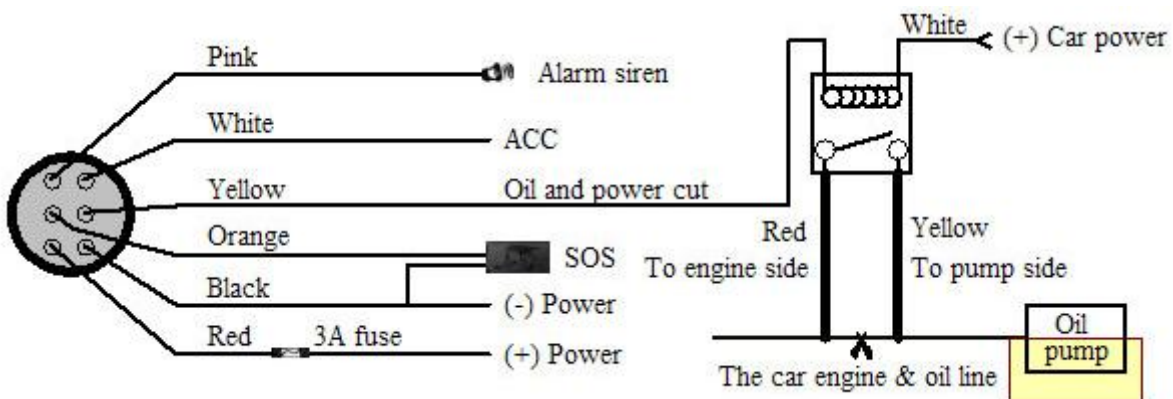 White
(+) Car power
Pink
Alarm siren
White
ACC
Yellow
Oil and power cut
Orange
SOS
Red
Yellow
To engine side
To pump side
Black
(-) Power
Red
3A fuse
(+) Power
Oil
pump
The car engine & oil line